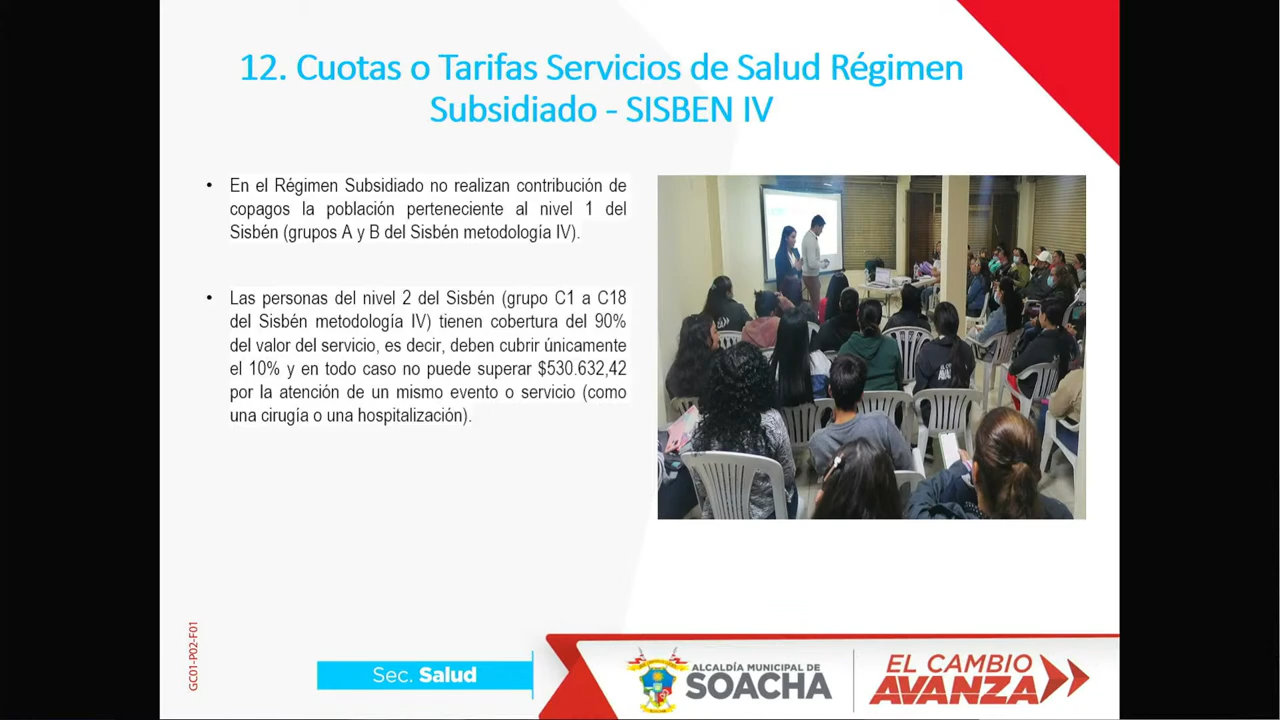 12. Cuotas o Tarifas Servicios de Salud Régimen
Subsidiado - SISBEN IV
• En el Régimen Subsidiado no realizan contribución de
copagos la población perteneciente al nivel 1 del
Sisbén (grupos A y B del Sisbén metodología IV).
• Las personas del nivel 2 del Sisbén (grupo C1 a C18
del Sisbén metodología IV) tienen cobertura del 90%
del valor del servicio, es decir, deben cubrir únicamente
el 10% y en todo caso no puede superar $530.632,42
por la atención de un mismo evento o servicio (como
una cirugía o una hospitalización).
GC01-P02-F01
Sec. Salud
ALCALDÍA MUNICIPAL DE
SOACHA
EL CAMBIO
AVANZA